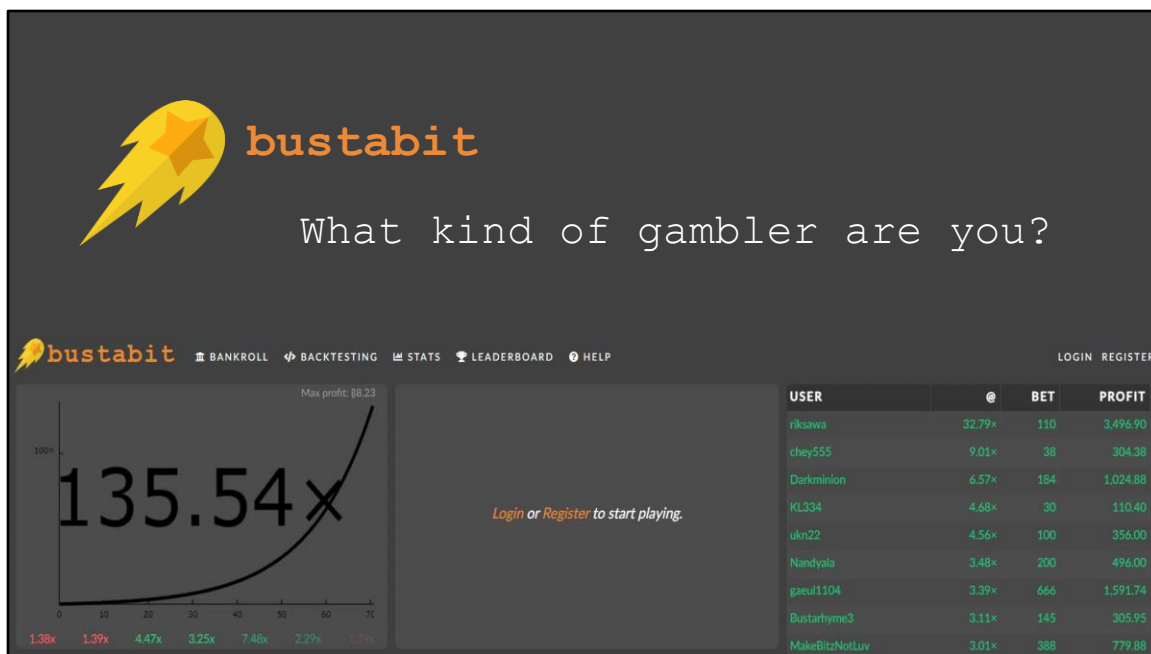 bustabit
What kind of gambler are you?
bustabit BANKROLL BACKTESTING STATS LEADERBOARD HELP LOGIN REGISTER
Max profit: ฿8.23
100×
135.54×
0 10 20 30 40 50 60 70
1.38x 1.39x 4.47x 3.25x 7.48x 2.29x
Login or Register to start playing.
USER @ BET PROFIT
riksawa 32.79× 110 3,496.90
chey555 9.01× 38 304.38
Darkminion 6.57× 184 1,024.88
KL334 4.68× 30 110.40
ukn22 4.56× 100 356.00
Nandyala 3.48× 200 496.00
gaeul1104 3.39× 666 1,591.74
Bustarhyme3 3.11× 145 305.95
MakeBitzNotLuv 3.01× 388 779.88